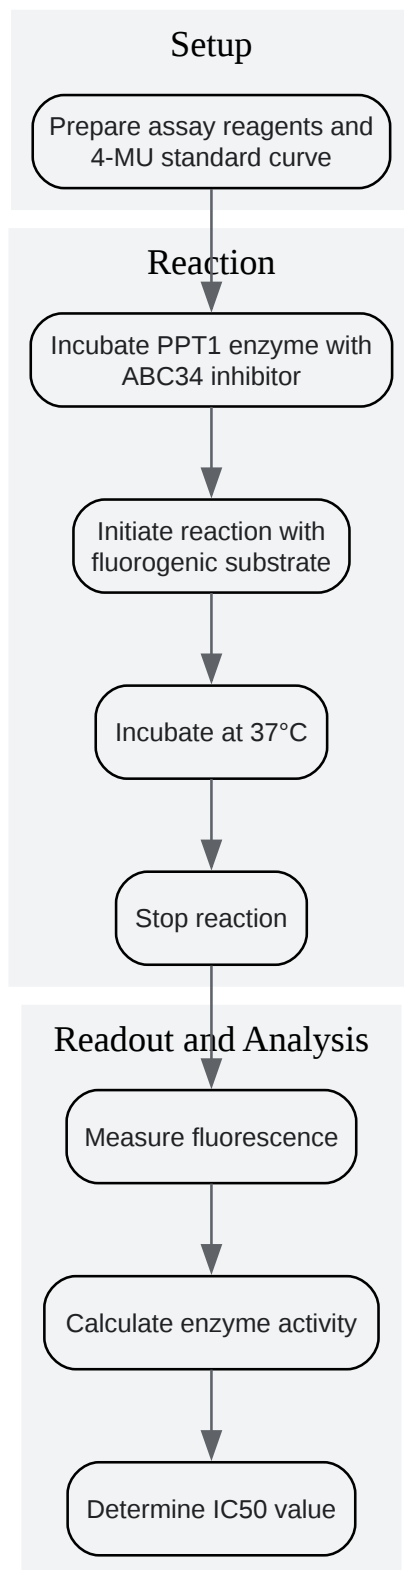 Setup
Prepare assay reagents and
4-MU standard curve
Reaction
Incubate PPT1 enzyme with
ABC34 inhibitor
Initiate reaction with
fluorogenic substrate
Incubate at 37°C
Stop reaction
Readout and Analysis
Measure fluorescence
Calculate enzyme activity
Determine IC50 value